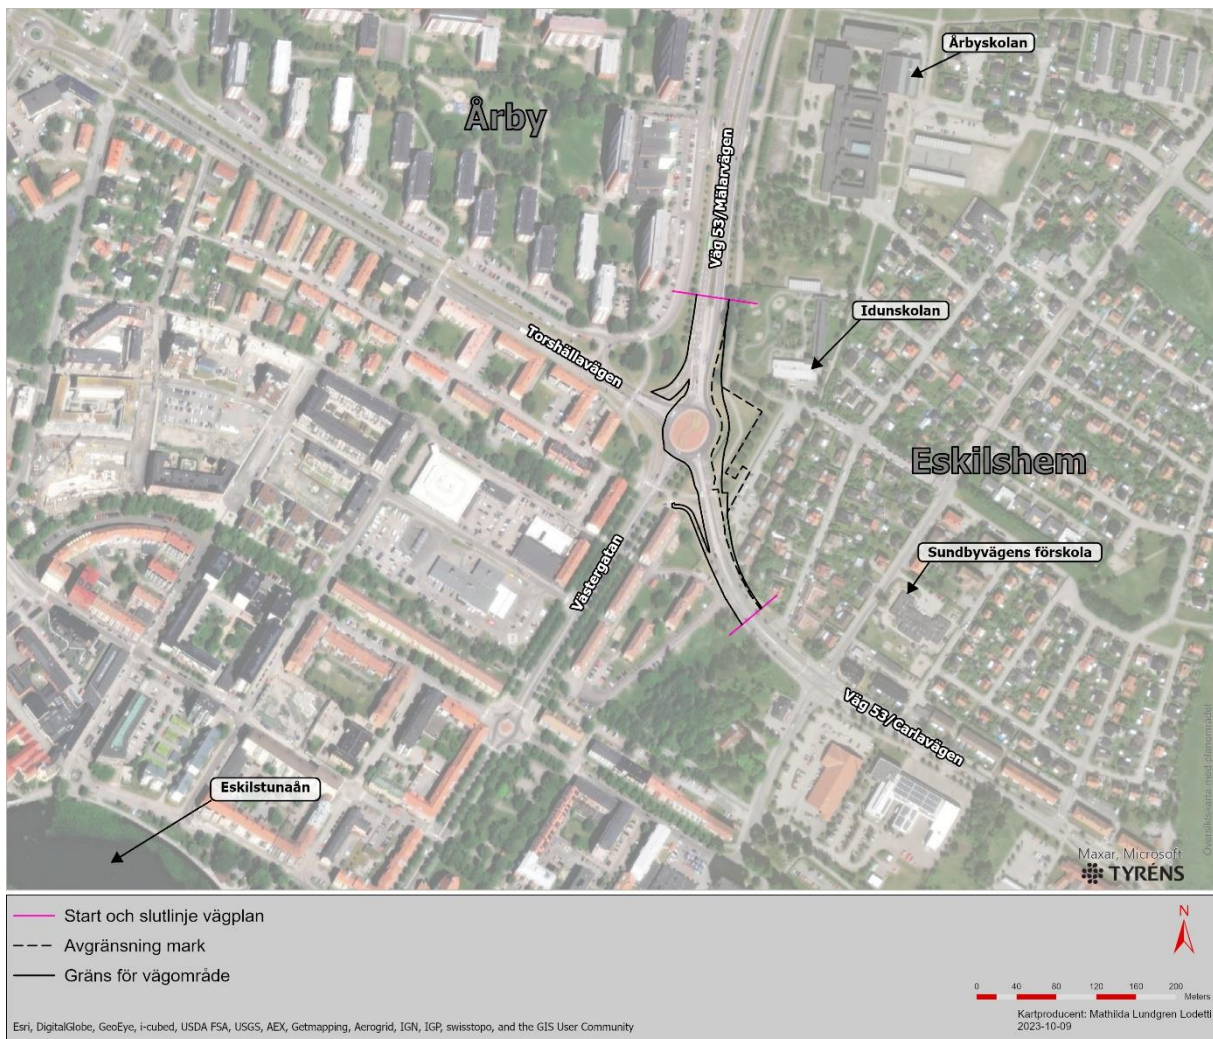 Årbyskolan
Årby
Väg 53/Mälarvägen
Idunskolan
Torshällavägen
Eskilshem
Sundbyvägens förskola
Västergatan
Väg 53/Carlavägen
Eskilstunaån
Maxar, Microsoft
TYRÉNS
Start och slutlinje vägplan
Avgränsning mark
Gräns för vägområde
N
0 40 80 120 160 200
Meters
Esri, DigitalGlobe, GeoEye, i-cubed, USDA FSA, USGS, AEX, Getmapping, Aerogrid, IGN, IGP, swisstopo, and the GIS User Community
Kartproducent: Mathilda Lundgren Lodetti
2023-10-09